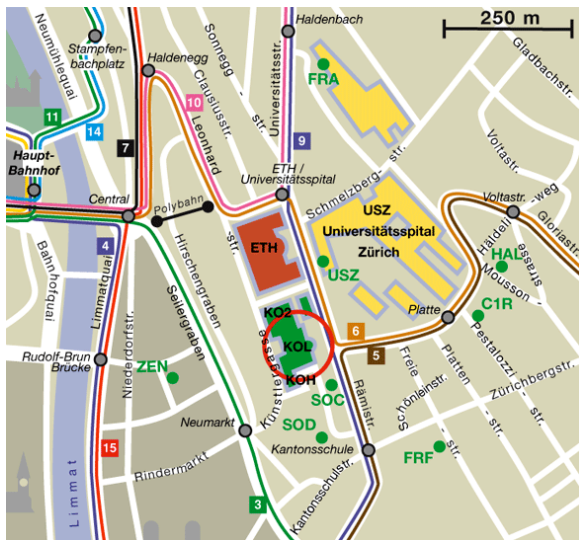 250 m
Haldenbach
Stampfen-
bachplatz
Neumühlequai
Haldenegg
Sonnegg
-str.
Clausiusstr.
FRA
Gladbachstr.
11
14
10
7
Leonhard
-str.
Universitätsstr.
9
Voltastr.
Haupt-
Bahnhof
ETH /
Universitätsspital
Schmelzberg-
str.
Central
Polybahn
USZ
Universitätsspital
Zürich
Voltastr.
Häldeli
-weg
Gloriastr.
4
Bahnhofquai
Limmatquai
Hirschengraben
Seilergraben
ETH
USZ
HAL
Mousson-
strasse
C1R
Platte
KO2
KOL
KOH
6
5
Niederdorfstr.
Rudolf-Brun
Brücke
ZEN
Künstlergasse
SOC
SOD
Rämistr.
Freie
-str.
Schönleinstr.
Platten
-str.
Pestalozzi
-str.
Zürichbergstr.
Neumarkt
Kantonsschule
FRF
15
Rindermarkt
Kantonsschulstr.
3
Limmat